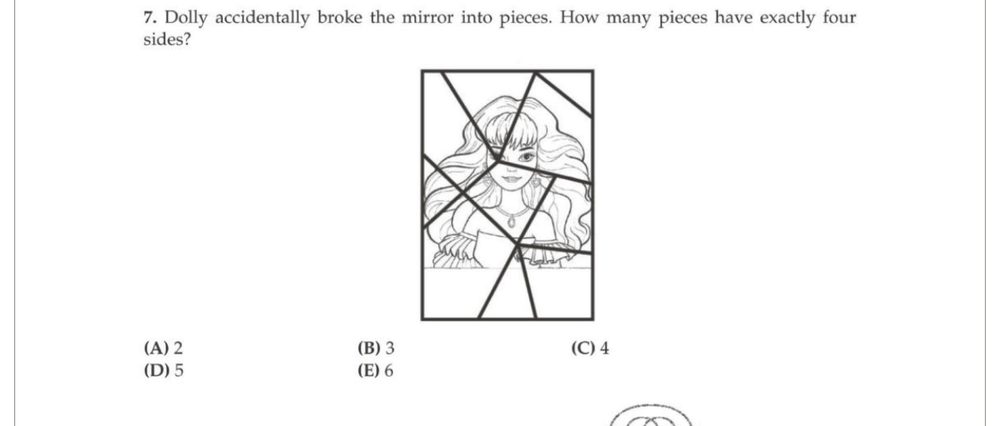 7. Dolly accidentally broke the mirror into pieces. How many pieces have exactly four
sides?
(A) 2 (B) 3 (C) 4
(D) 5 (E) 6